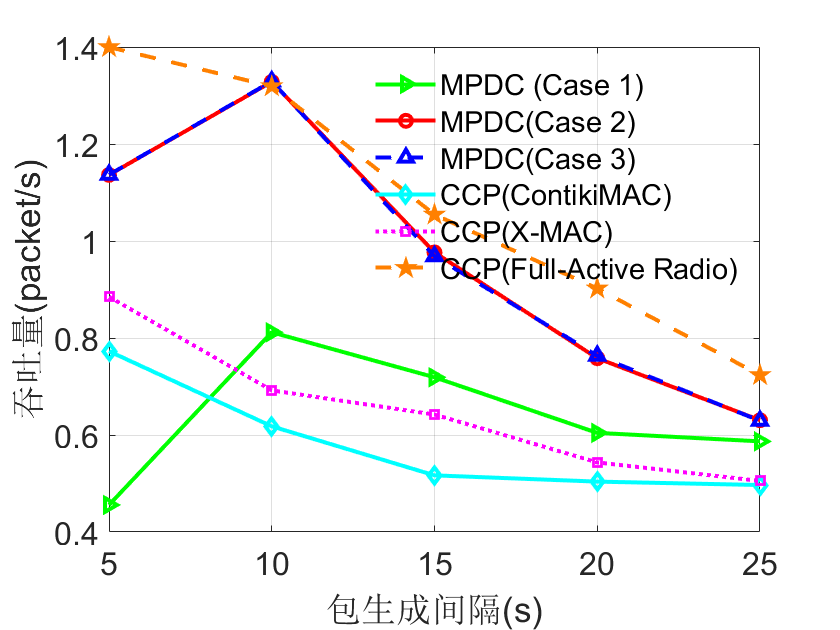 1.4
1.2
1
0.8
0.6
0.4
吞吐量(packet/s)
MPDC (Case 1)
MPDC(Case 2)
MPDC(Case 3)
CCP(ContikiMAC)
CCP(X-MAC)
CCP(Full-Active Radio)
5 10 15 20 25
包生成间隔(s)